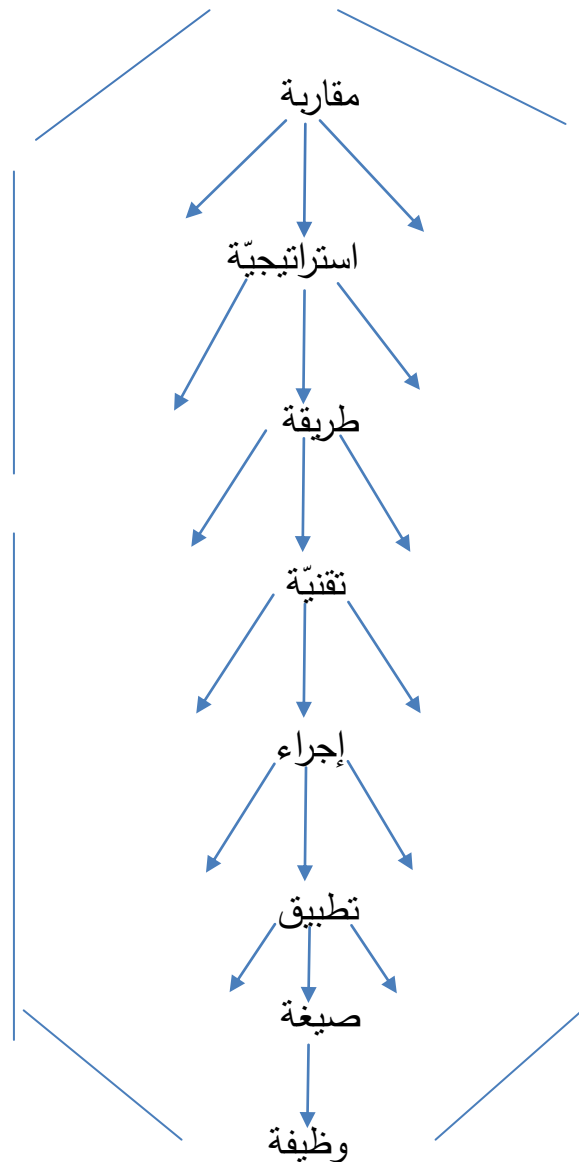 مقاربة
استراتيجيّة
طريقة
تقنيّة
إجراء
تطبيق
صيغة
وظيفة